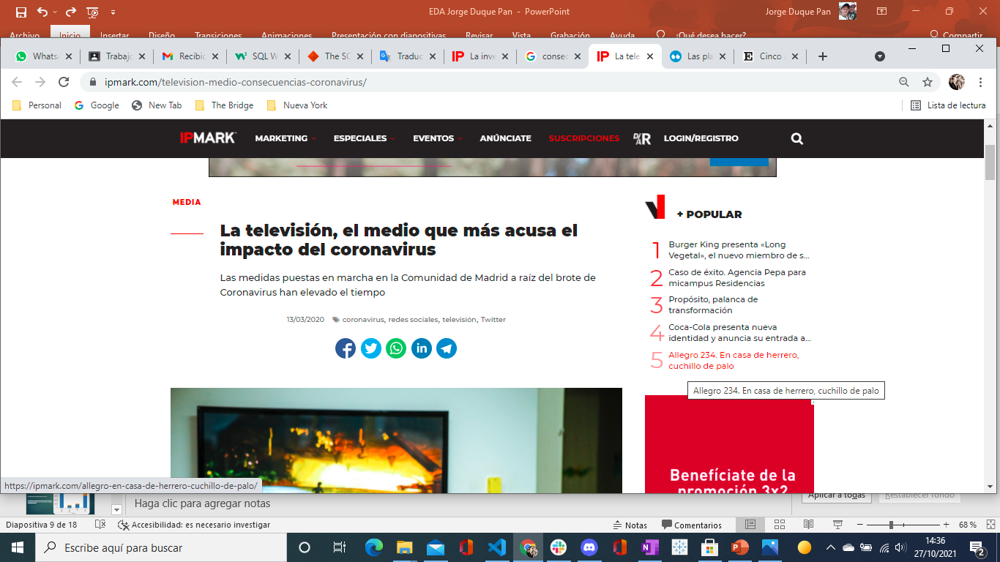 EDA Jorge Duque Pan - PowerPoint
Jorge Duque Pan
Archivo Inicio Insertar Diseño Transiciones Animaciones Presentación con diapositivas Revisar Vista Grabación Ayuda ¿Qué desea hacer? Compartir
WhatsA Trabajo Recibid SQL W The SQ Traduc La inve consec La tele Las pla Cinco
ipmark.com/television-medio-consecuencias-coronavirus/
Personal Google New Tab The Bridge Nueva York Lista de lectura
IPMARK MARKETING ESPECIALES EVENTOS ANÚNCIATE SUSCRIPCIONES LOGIN/REGISTRO
MEDIA
La televisión, el medio que más acusa el
impacto del coronavirus
Las medidas puestas en marcha en la Comunidad de Madrid a raíz del brote de
Coronavirus han elevado el tiempo
13/03/2020 coronavirus, redes sociales, televisión, Twitter
+ POPULAR
1 Burger King presenta «Long
Vegetal», el nuevo miembro de s...
2 Caso de éxito. Agencia Pepa para
micampus Residencias
3 Propósito, palanca de
transformación
4 Coca-Cola presenta nueva
identidad y anuncia su entrada a...
5 Allegro 234. En casa de herrero,
cuchillo de palo
Allegro 234. En casa de herrero, cuchillo de palo
Benefíciate de la
promoción 3x2
https://ipmark.com/allegro-en-casa-de-herrero-cuchillo-de-palo/
Haga clic para agregar notas
Aplicar a todas Restablecer fondo
Diapositiva 9 de 18 Accesibilidad: es necesario investigar Notas Comentarios 68 %
Escribe aquí para buscar
14:36
27/10/2021
2